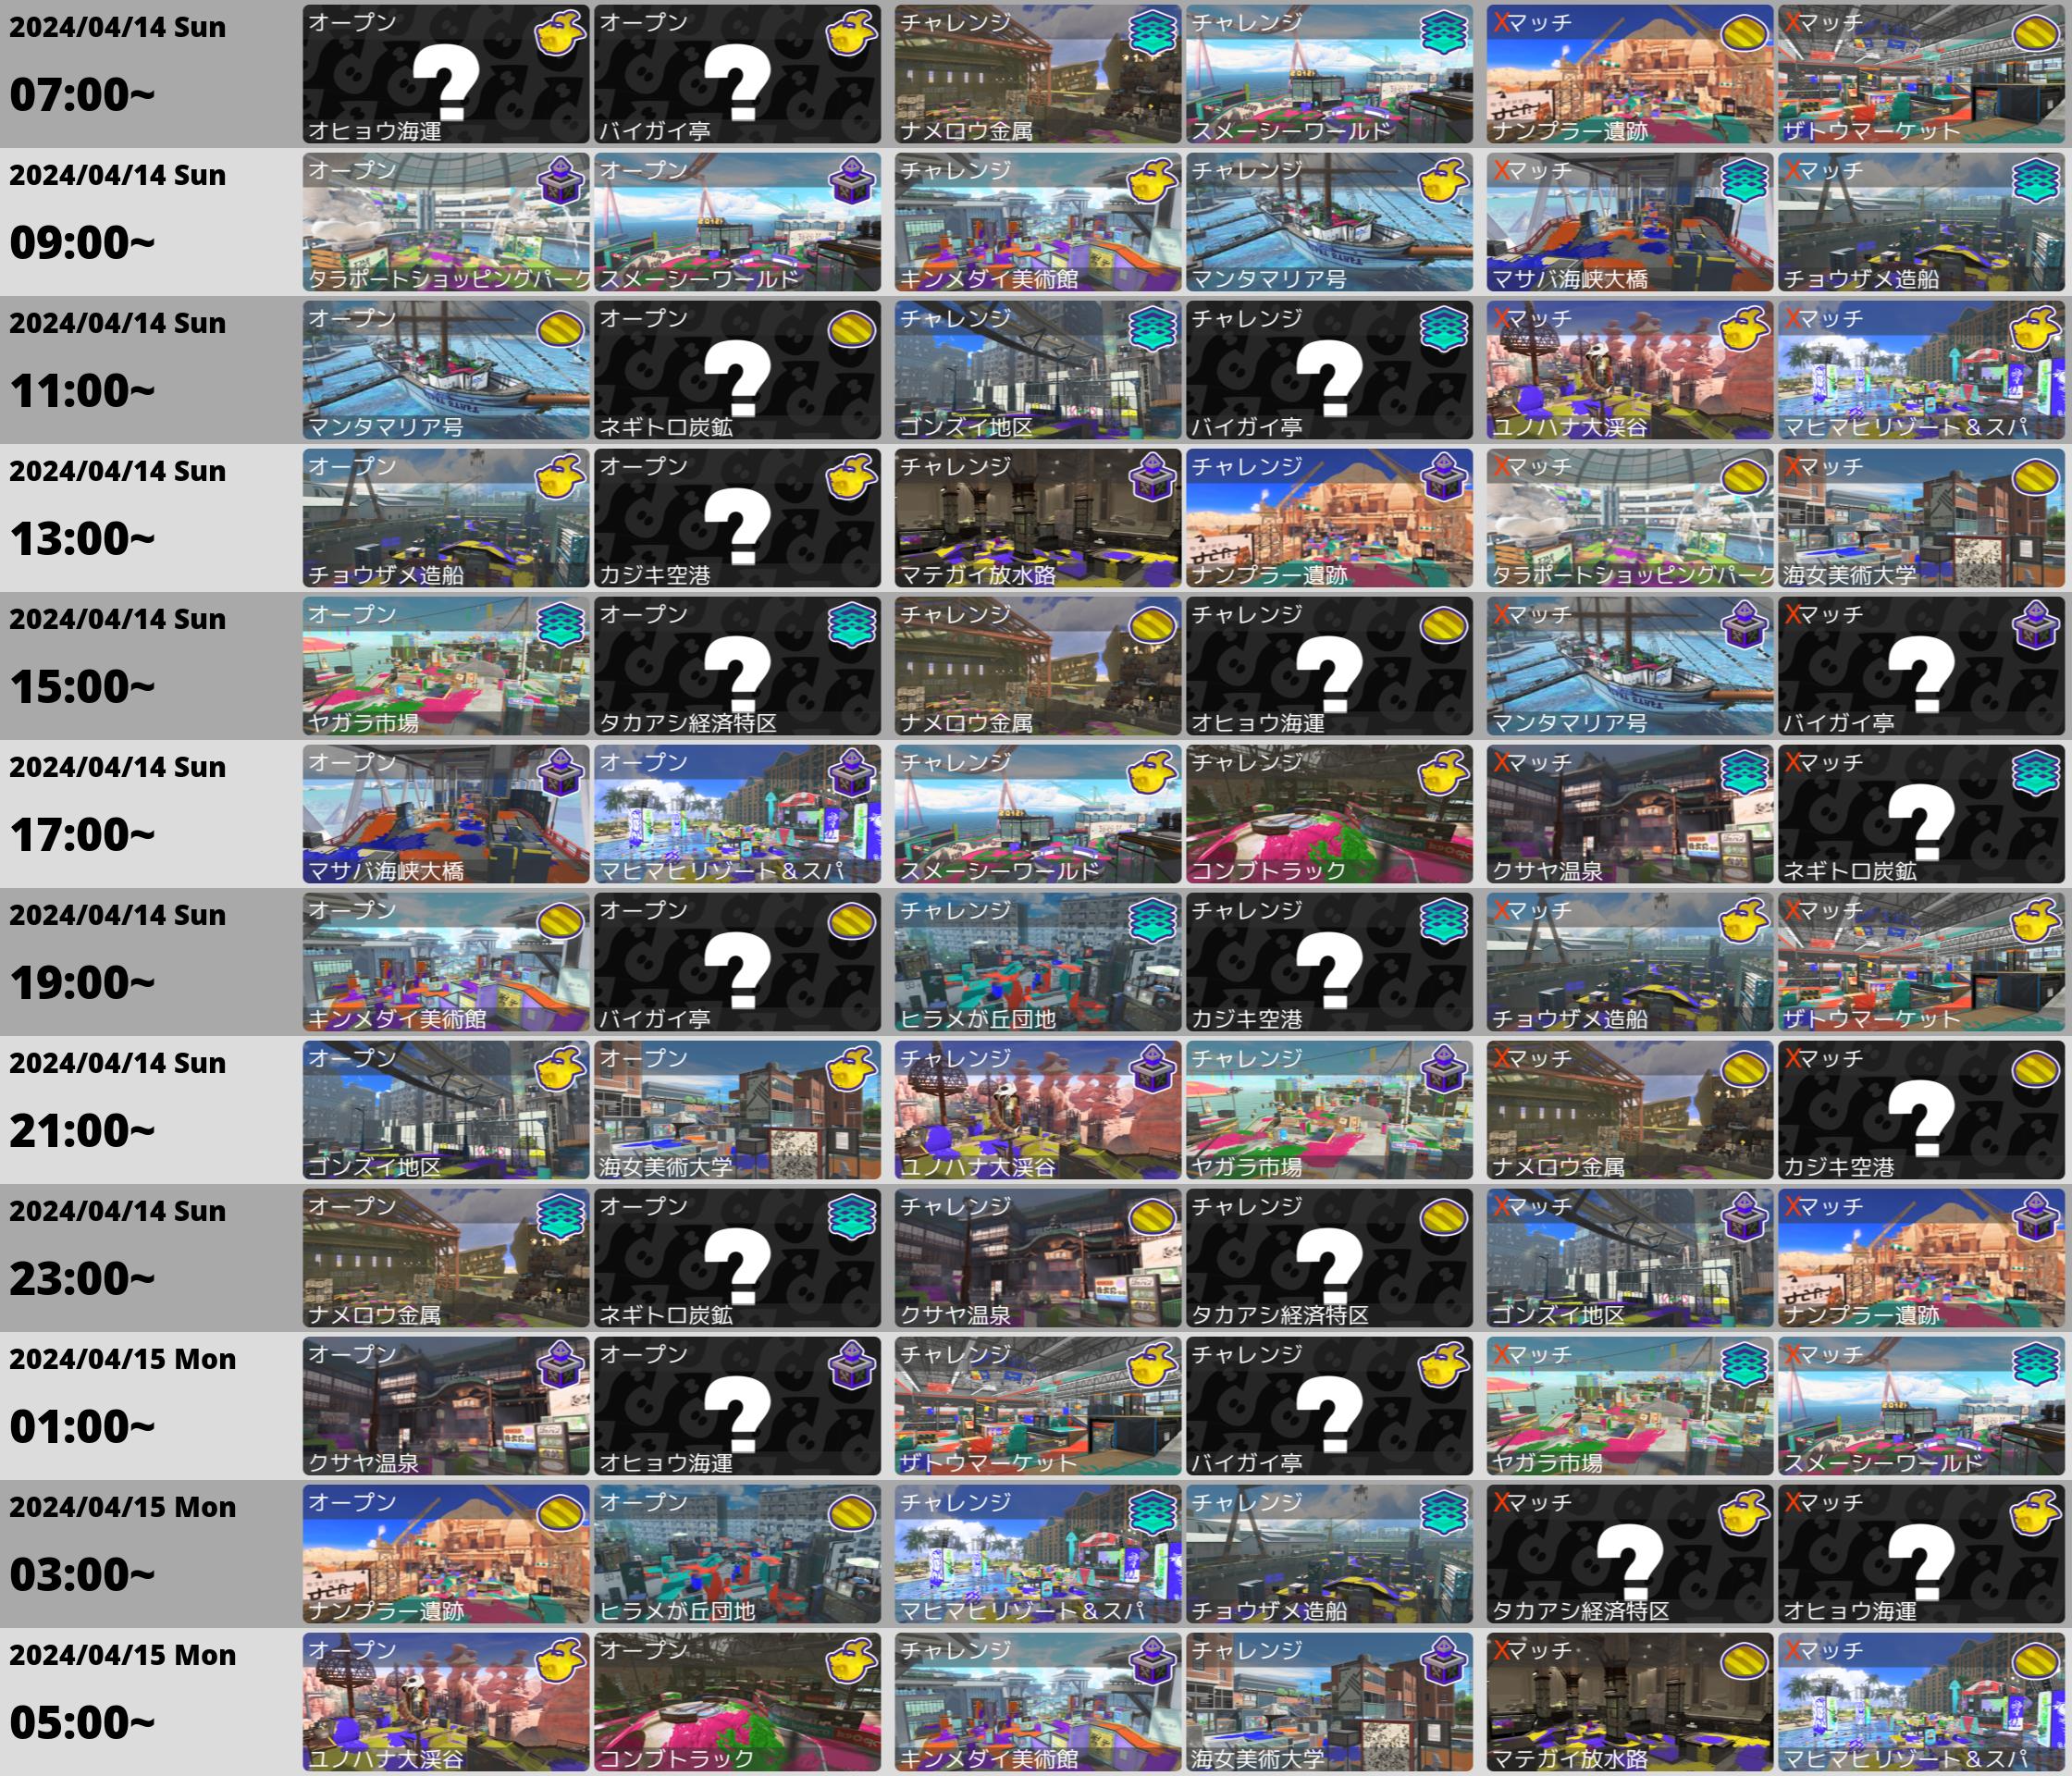 2024/04/14 Sun
07:00~
オープン オープン チャレンジ チャレンジ Xマッチ Xマッチ
オヒョウ海運 バイガイ亭 ナメロウ金属 スメーシーワールド ナンプラー遺跡 ザトウマーケット
2024/04/14 Sun
09:00~
オープン オープン チャレンジ チャレンジ Xマッチ Xマッチ
タラポートショッピングパーク スメーシーワールド キンメダイ美術館 マンタマリア号 マサバ海峡大橋 チョウザメ造船
2024/04/14 Sun
11:00~
オープン オープン チャレンジ チャレンジ Xマッチ Xマッチ
マンタマリア号 ネギトロ炭鉱 ゴンズイ地区 バイガイ亭 ユノハナ大渓谷 マヒマヒリゾート＆スパ
2024/04/14 Sun
13:00~
オープン オープン チャレンジ チャレンジ Xマッチ Xマッチ
チョウザメ造船 カジキ空港 マテガイ放水路 ナンプラー遺跡 タラポートショッピングパーク 海女美術大学
2024/04/14 Sun
15:00~
オープン オープン チャレンジ チャレンジ Xマッチ Xマッチ
ヤガラ市場 タカアシ経済特区 ナメロウ金属 オヒョウ海運 マンタマリア号 バイガイ亭
2024/04/14 Sun
17:00~
オープン オープン チャレンジ チャレンジ Xマッチ Xマッチ
マサバ海峡大橋 マヒマヒリゾート＆スパ スメーシーワールド コンブトラック クサヤ温泉 ネギトロ炭鉱
2024/04/14 Sun
19:00~
オープン オープン チャレンジ チャレンジ Xマッチ Xマッチ
キンメダイ美術館 バイガイ亭 ヒラメが丘団地 カジキ空港 チョウザメ造船 ザトウマーケット
2024/04/14 Sun
21:00~
オープン オープン チャレンジ チャレンジ Xマッチ Xマッチ
ゴンズイ地区 海女美術大学 ユノハナ大渓谷 ヤガラ市場 ナメロウ金属 カジキ空港
2024/04/14 Sun
23:00~
オープン オープン チャレンジ チャレンジ Xマッチ Xマッチ
ナメロウ金属 ネギトロ炭鉱 クサヤ温泉 タカアシ経済特区 ゴンズイ地区 ナンプラー遺跡
2024/04/15 Mon
01:00~
オープン オープン チャレンジ チャレンジ Xマッチ Xマッチ
クサヤ温泉 オヒョウ海運 ザトウマーケット バイガイ亭 ヤガラ市場 スメーシーワールド
2024/04/15 Mon
03:00~
オープン オープン チャレンジ チャレンジ Xマッチ Xマッチ
ナンプラー遺跡 ヒラメが丘団地 マヒマヒリゾート＆スパ チョウザメ造船 タカアシ経済特区 オヒョウ海運
2024/04/15 Mon
05:00~
オープン オープン チャレンジ チャレンジ Xマッチ Xマッチ
ユノハナ大渓谷 コンブトラック キンメダイ美術館 海女美術大学 マテガイ放水路 マヒマヒリゾート＆スパ